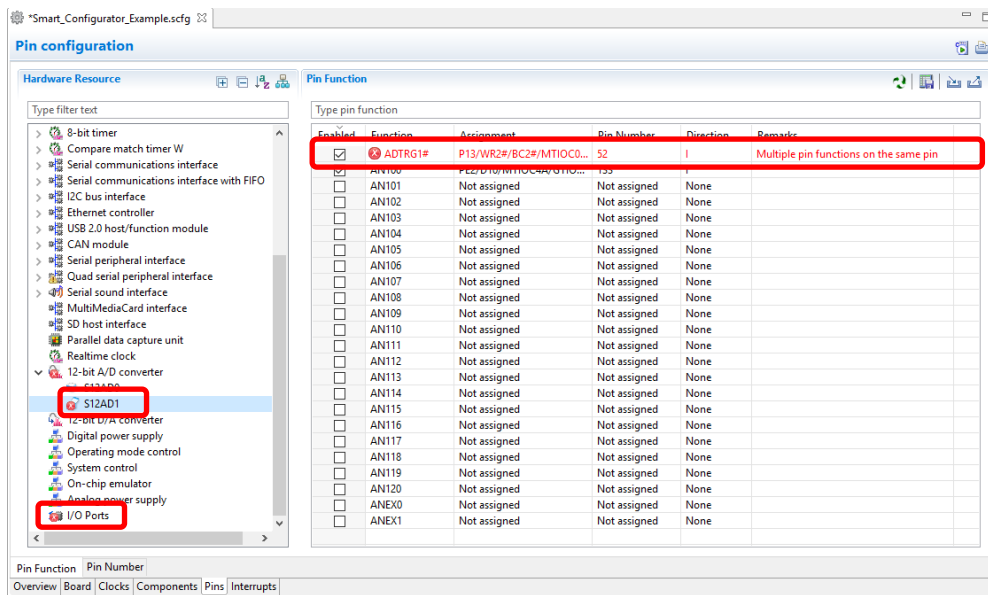 *Smart_Configurator_Example.scfg
Pin configuration
Hardware Resource
Type filter text
8-bit timer
Compare match timer W
Serial communications interface
Serial communications interface with FIFO
I2C bus interface
Ethernet controller
USB 2.0 host/function module
CAN module
Serial peripheral interface
Quad serial peripheral interface
Serial sound interface
MultiMediaCard interface
SD host interface
Parallel data capture unit
Realtime clock
12-bit A/D converter
S12AD0
S12AD1
12-bit D/A converter
Digital power supply
Operating mode control
System control
On-chip emulator
Analog power supply
I/O Ports
Pin Function
Type pin function
Enabled Function Assignment Pin Number Direction Remarks
ADTRG1# P13/WR2#/BC2#/MTIOC0... 52 I Multiple pin functions on the same pin
AN100 PE2/D10/MTIOC4A/GTIO... 133 I
AN101 Not assigned Not assigned None
AN102 Not assigned Not assigned None
AN103 Not assigned Not assigned None
AN104 Not assigned Not assigned None
AN105 Not assigned Not assigned None
AN106 Not assigned Not assigned None
AN107 Not assigned Not assigned None
AN108 Not assigned Not assigned None
AN109 Not assigned Not assigned None
AN110 Not assigned Not assigned None
AN111 Not assigned Not assigned None
AN112 Not assigned Not assigned None
AN113 Not assigned Not assigned None
AN114 Not assigned Not assigned None
AN115 Not assigned Not assigned None
AN116 Not assigned Not assigned None
AN117 Not assigned Not assigned None
AN118 Not assigned Not assigned None
AN119 Not assigned Not assigned None
AN120 Not assigned Not assigned None
ANEX0 Not assigned Not assigned None
ANEX1 Not assigned Not assigned None
Pin Function Pin Number
Overview Board Clocks Components Pins Interrupts